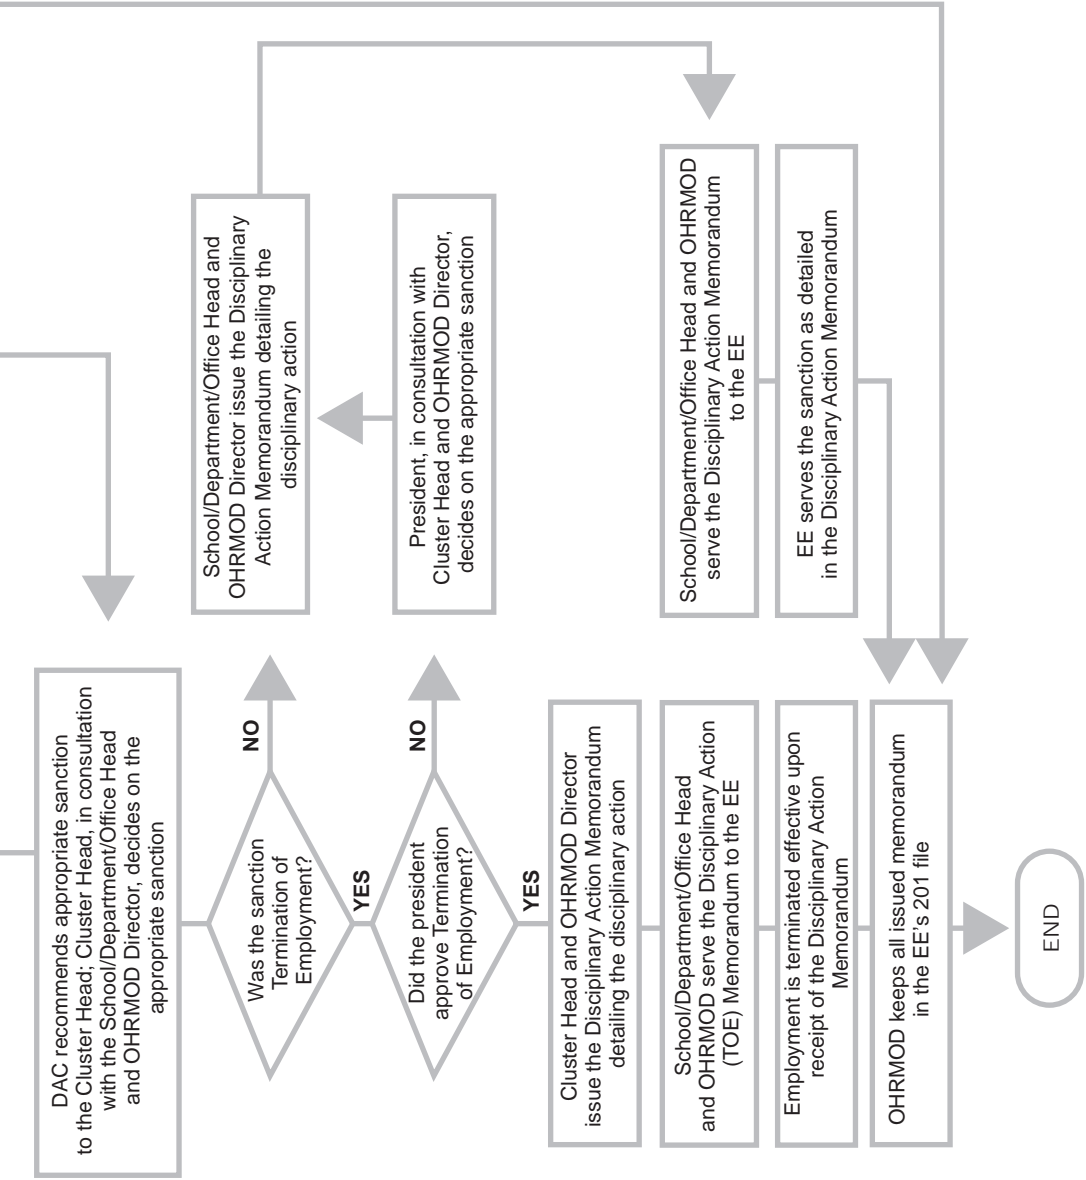 DAC recommends appropriate sanction
to the Cluster Head; Cluster Head, in consultation
with the School/Department/Office Head
and OHRMOD Director, decides on the
appropriate sanction
Was the sanction
Termination of
Employment?
NO
School/Department/Office Head and
OHRMOD Director issue the Disciplinary
Action Memorandum detailing the
disciplinary action
YES
Did the president
approve Termination
of Employment?
NO
President, in consultation with
Cluster Head and OHRMOD Director,
decides on the appropriate sanction
YES
Cluster Head and OHRMOD Director
issue the Disciplinary Action Memorandum
detailing the disciplinary action
School/Department/Office Head
and OHRMOD serve the Disciplinary Action
(TOE) Memorandum to the EE
School/Department/Office Head and OHRMOD
serve the Disciplinary Action Memorandum
to the EE
Employment is terminated effective upon
receipt of the Disciplinary Action
Memorandum
EE serves the sanction as detailed
in the Disciplinary Action Memorandum
OHRMOD keeps all issued memorandum
in the EE's 201 file
END